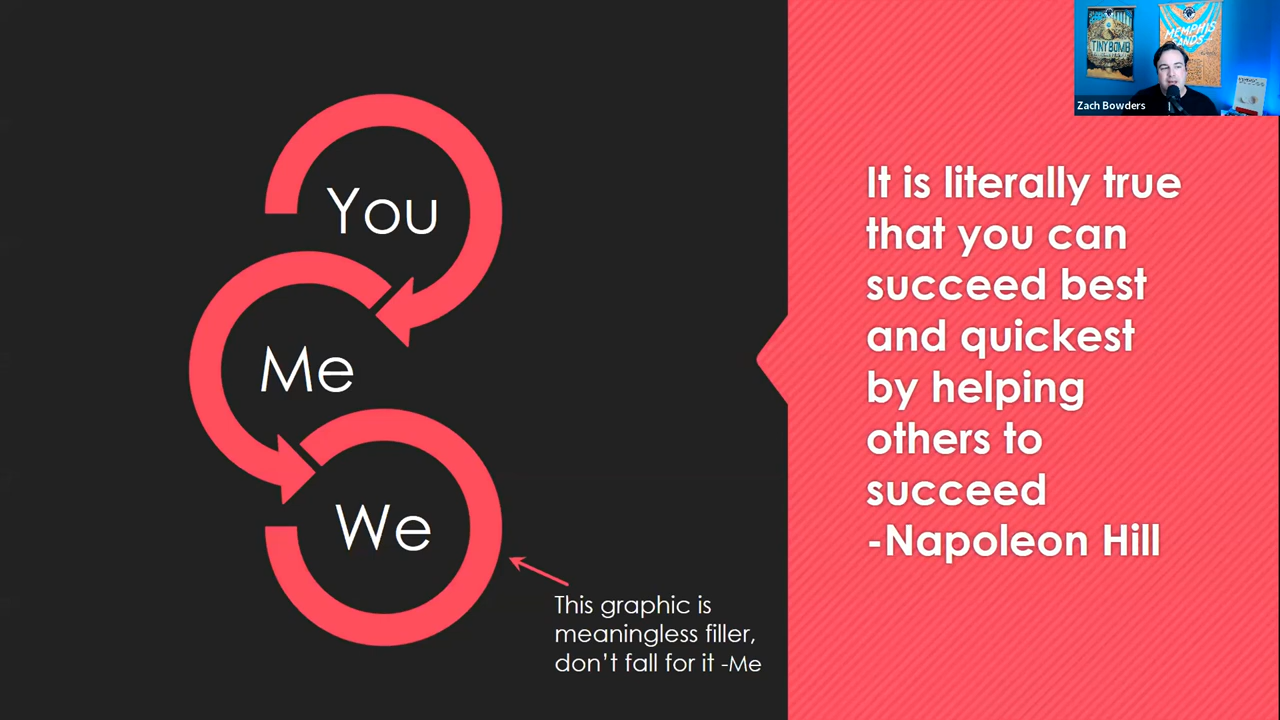 You
Me
We
This graphic is
meaningless filler,
don't fall for it -Me
It is literally true
that you can
succeed best
and quickest
by helping
others to
succeed
-Napoleon Hill
TINY BOMB
MEMPHIS
Zach Bowders